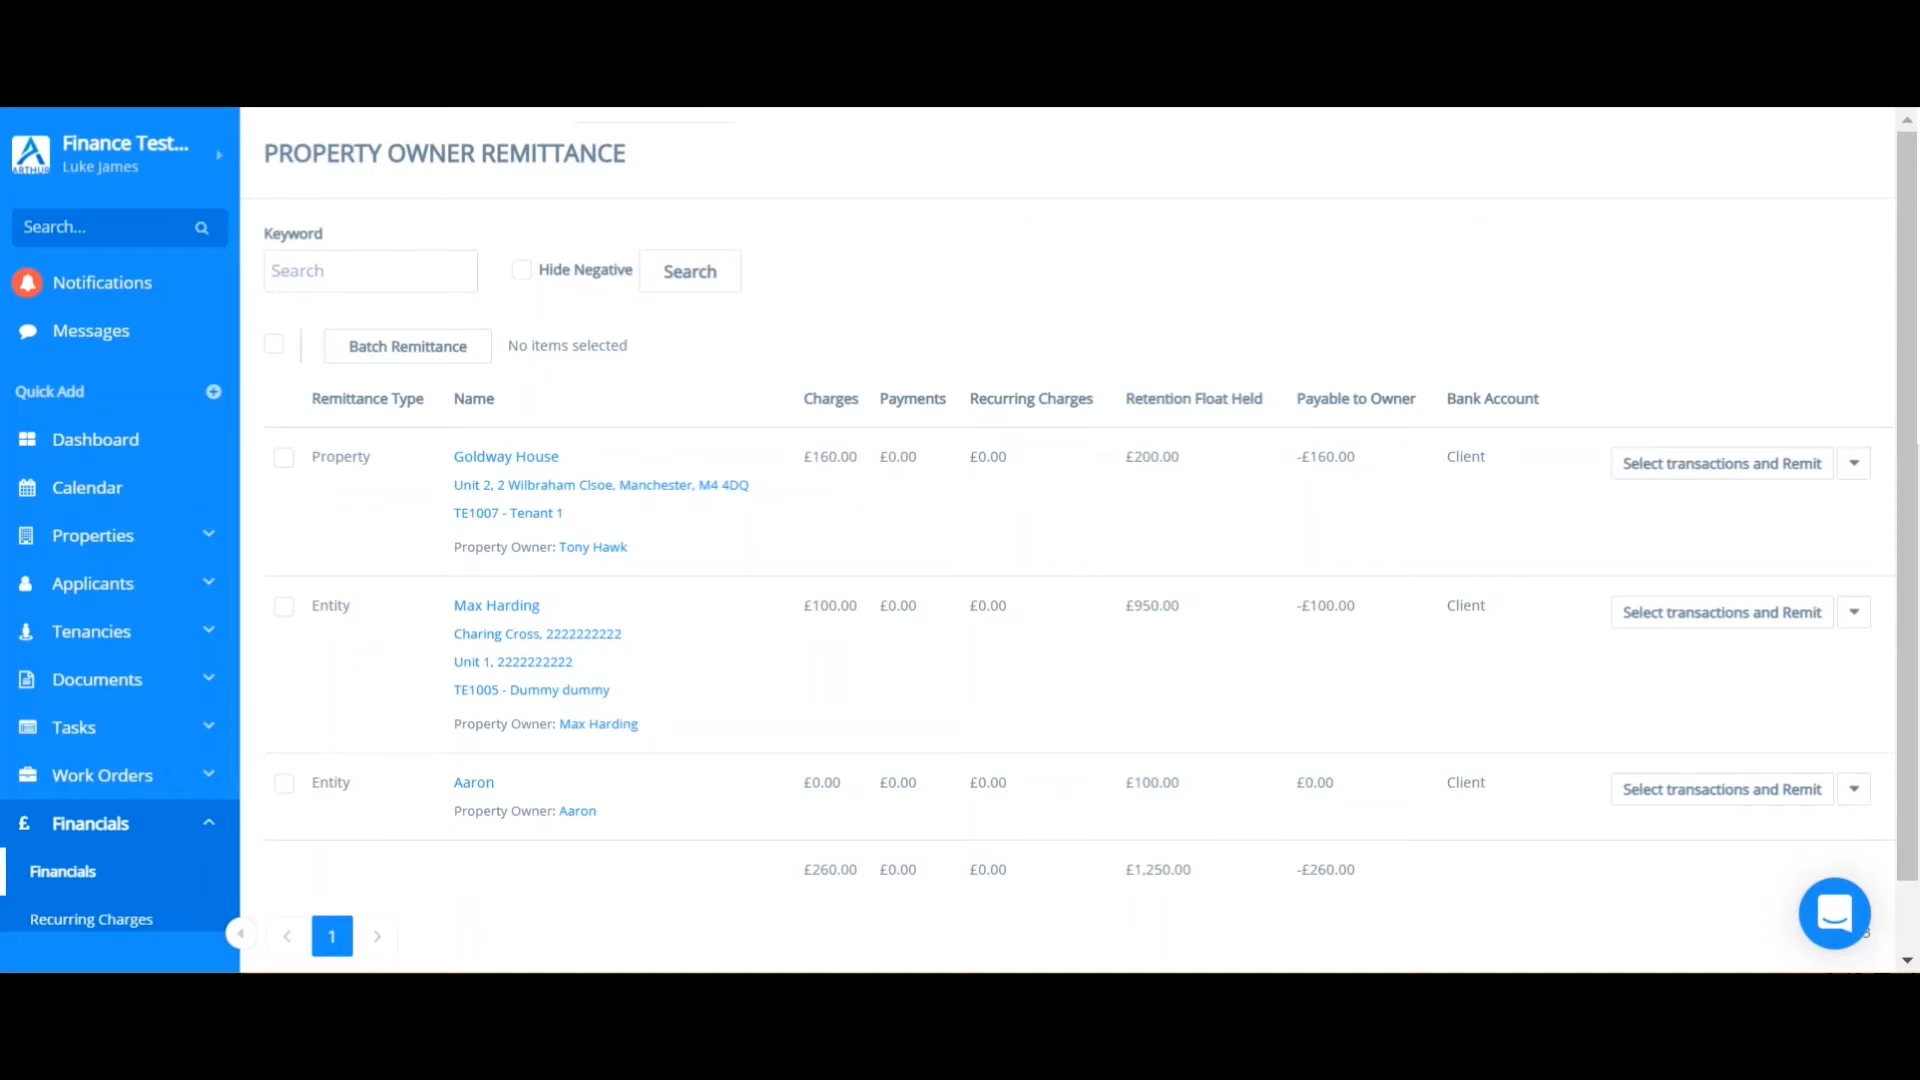 Finance Test...
Luke James
ARTHUR
Search...
Notifications
Messages
Quick Add
Dashboard
Calendar
Properties
Applicants
Tenancies
Documents
Tasks
Work Orders
£ Financials
Financials
Recurring Charges
PROPERTY OWNER REMITTANCE
Keyword
Search Hide Negative Search
Batch Remittance No items selected
Remittance Type Name Charges Payments Recurring Charges Retention Float Held Payable to Owner Bank Account
Property Goldway House £160.00 £0.00 £0.00 £200.00 -£160.00 Client Select transactions and Remit
Unit 2, 2 Wilbraham Clsoe, Manchester, M4 4DQ
TE1007 - Tenant 1
Property Owner: Tony Hawk
Entity Max Harding £100.00 £0.00 £0.00 £950.00 -£100.00 Client Select transactions and Remit
Charing Cross, 2222222222
Unit 1, 2222222222
TE1005 - Dummy dummy
Property Owner: Max Harding
Entity Aaron £0.00 £0.00 £0.00 £100.00 £0.00 Client Select transactions and Remit
Property Owner: Aaron
£260.00 £0.00 £0.00 £1,250.00 -£260.00
1